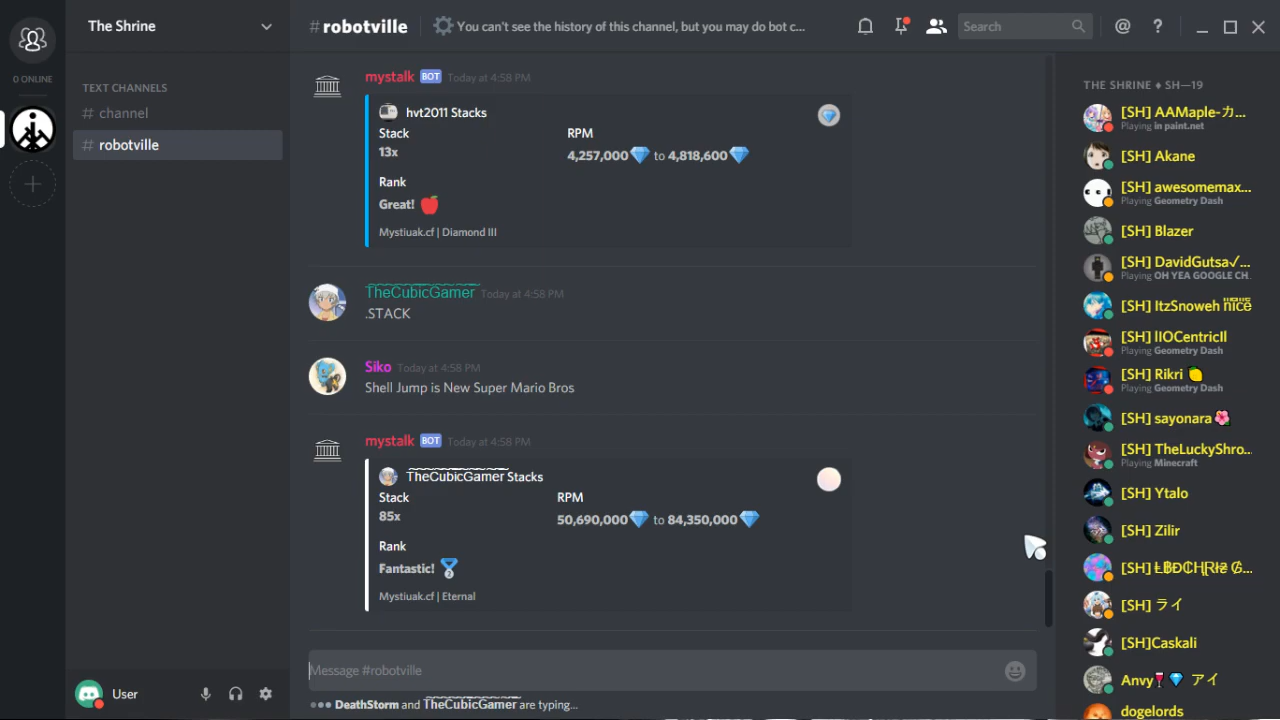 The Shrine
#robotville
You can't see the history of this channel, but you may do bot c...
Search
@
?
0 ONLINE
TEXT CHANNELS
# channel
# robotville
mystalk BOT Today at 4:58 PM
hvt2011 Stacks
Stack
RPM
13x
4,257,000 💎 to 4,818,600 💎
Rank
Great! 🍎
Mystiuak.cf | Diamond III
TheCubicGamer Today at 4:58 PM
.STACK
Siko Today at 4:58 PM
Shell Jump is New Super Mario Bros
mystalk BOT Today at 4:58 PM
TheCubicGamer Stacks
Stack
RPM
85x
50,690,000 💎 to 84,350,000 💎
Rank
Fantastic! 🥈
Mystiuak.cf | Eternal
Message #robotville
DeathStorm and TheCubicGamer are typing...
User
THE SHRINE ♦ SH—19
[SH] AAMaple-カ...
Playing in paint.net
[SH] Akane
[SH] awesomemax...
Playing Geometry Dash
[SH] Blazer
[SH] DavidGutsa✓...
Playing OH YEA GOOGLE CH
[SH] ItzSnoweh nice
[SH] llOCentricll
Playing Geometry Dash
[SH] Rikri 🍋
Playing Geometry Dash
[SH] sayonara 🌺
[SH] TheLuckyShro...
Playing Minecraft
[SH] Ytalo
[SH] Zilir
[SH]
[SH] ライ
[SH]Caskali
Anvy🍷💎 アイ
dogelords